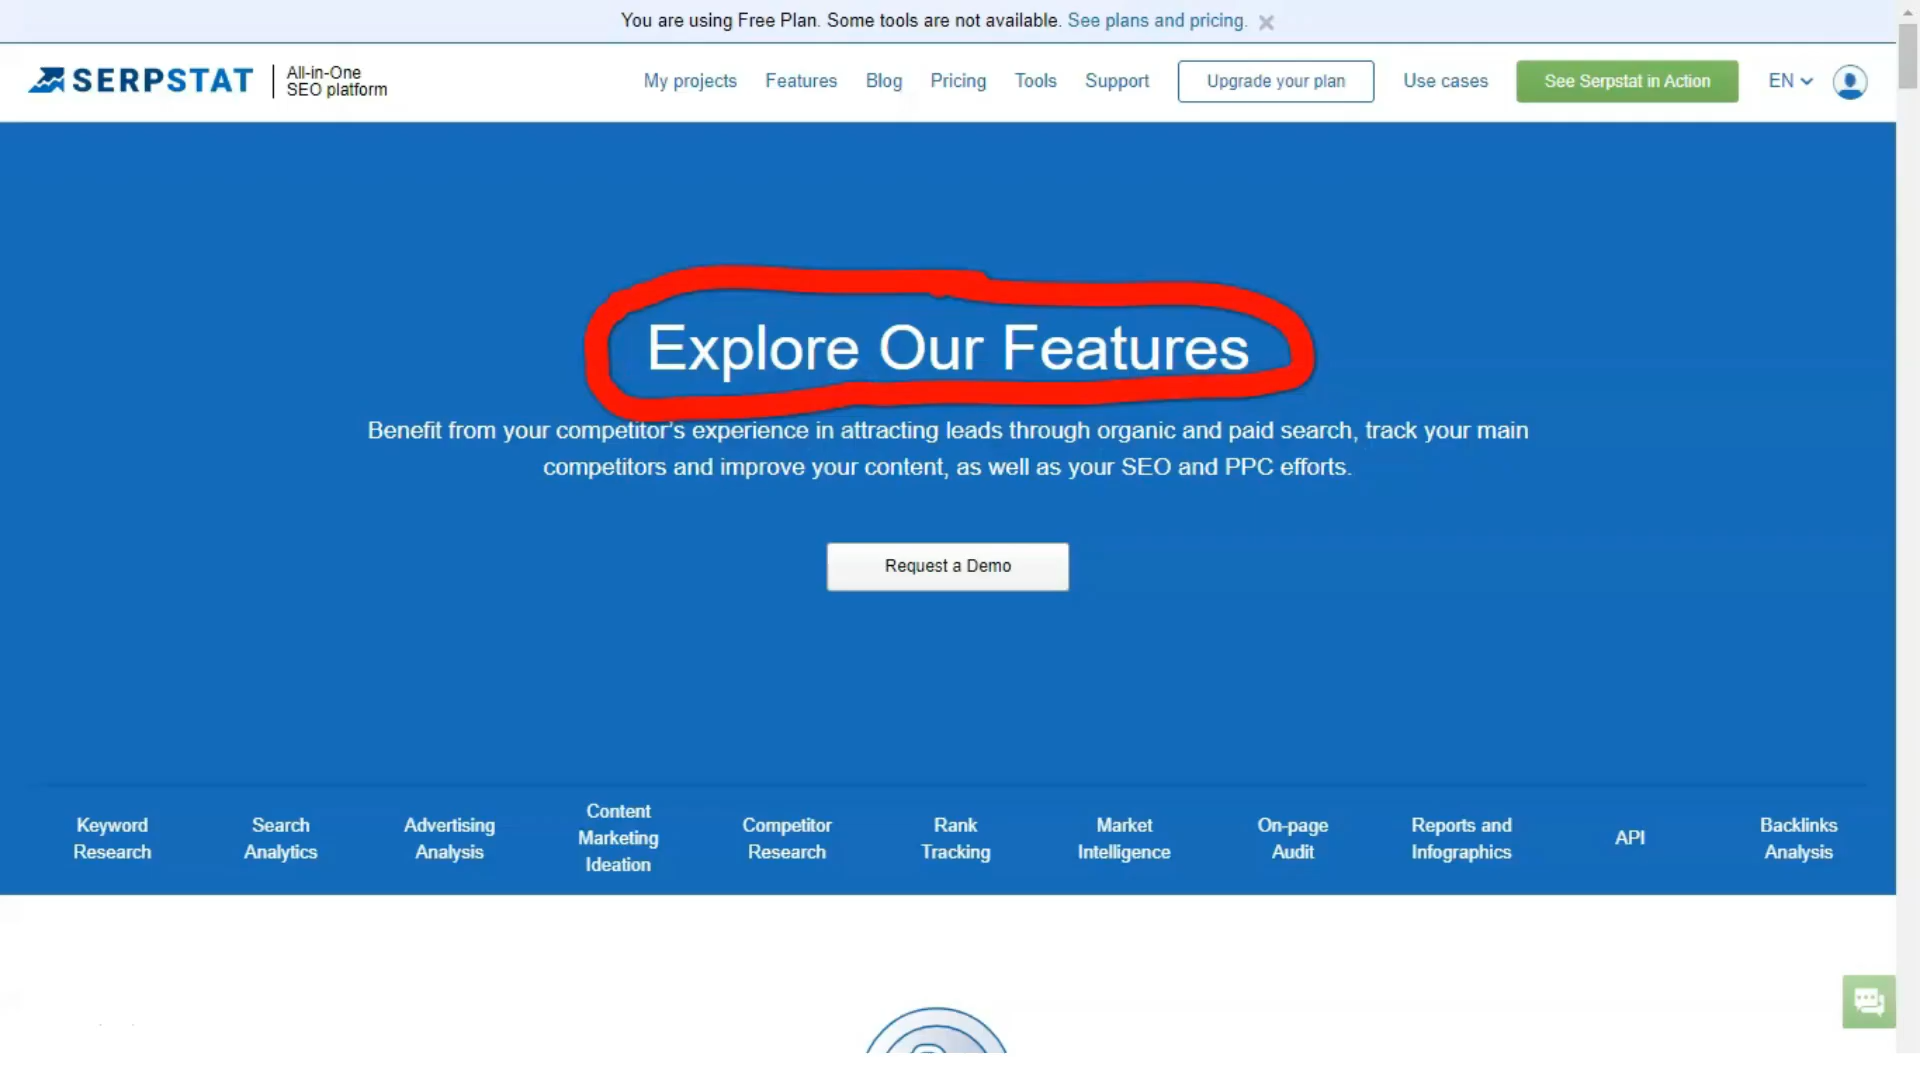 You are using Free Plan. Some tools are not available. See plans and pricing.
SERPSTAT
All-in-One
SEO platform
My projects
Features
Blog
Pricing
Tools
Support
Upgrade your plan
Use cases
See Serpstat in Action
EN
Explore Our Features
Benefit from your competitor's experience in attracting leads through organic and paid search, track your main
competitors and improve your content, as well as your SEO and PPC efforts.
Request a Demo
Keyword
Research
Search
Analytics
Advertising
Analysis
Content
Marketing
Ideation
Competitor
Research
Rank
Tracking
Market
Intelligence
On-page
Audit
Reports and
Infographics
API
Backlinks
Analysis